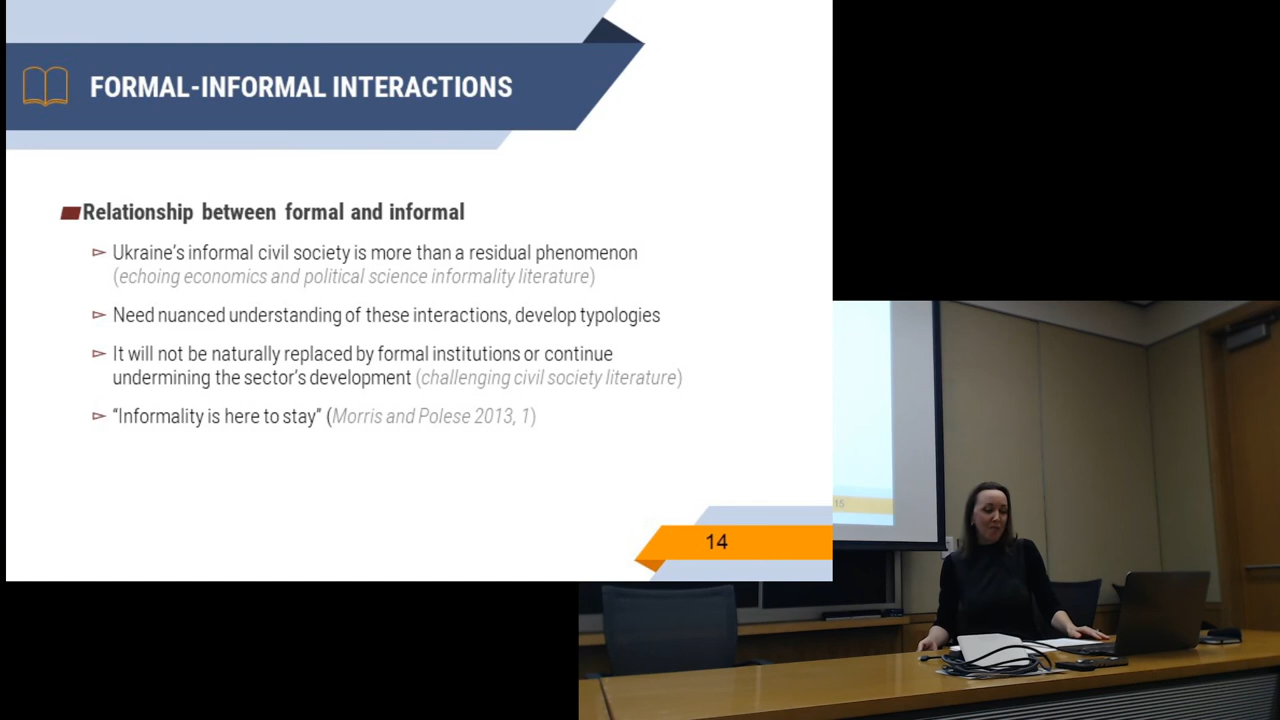 FORMAL-INFORMAL INTERACTIONS
Relationship between formal and informal
Ukraine's informal civil society is more than a residual phenomenon
(echoing economics and political science informality literature)
Need nuanced understanding of these interactions, develop typologies
It will not be naturally replaced by formal institutions or continue
undermining the sector's development (challenging civil society literature)
"Informality is here to stay" (Morris and Polese 2013, 1)
14
15